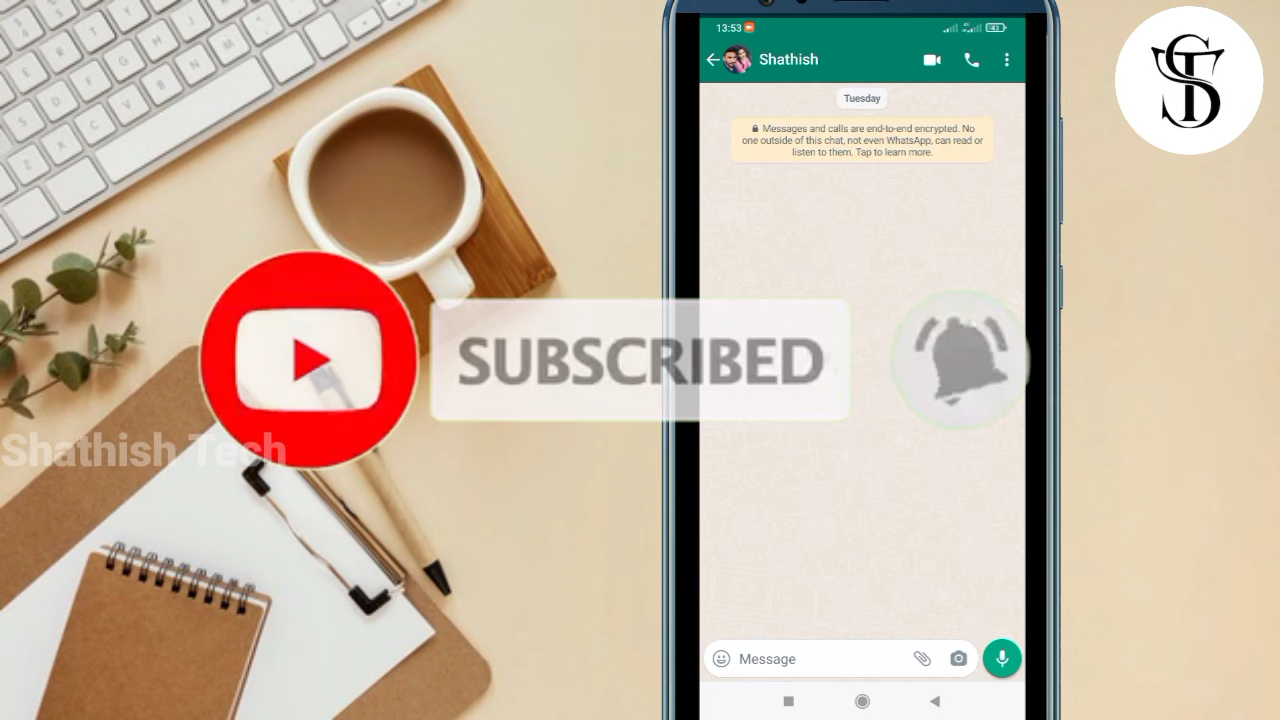 13:53
Shathish
Tuesday
Messages and calls are end-to-end encrypted. No
one outside of this chat, not even WhatsApp, can read or
listen to them. Tap to learn more.
SUBSCRIBED
Shathish Tech
Message